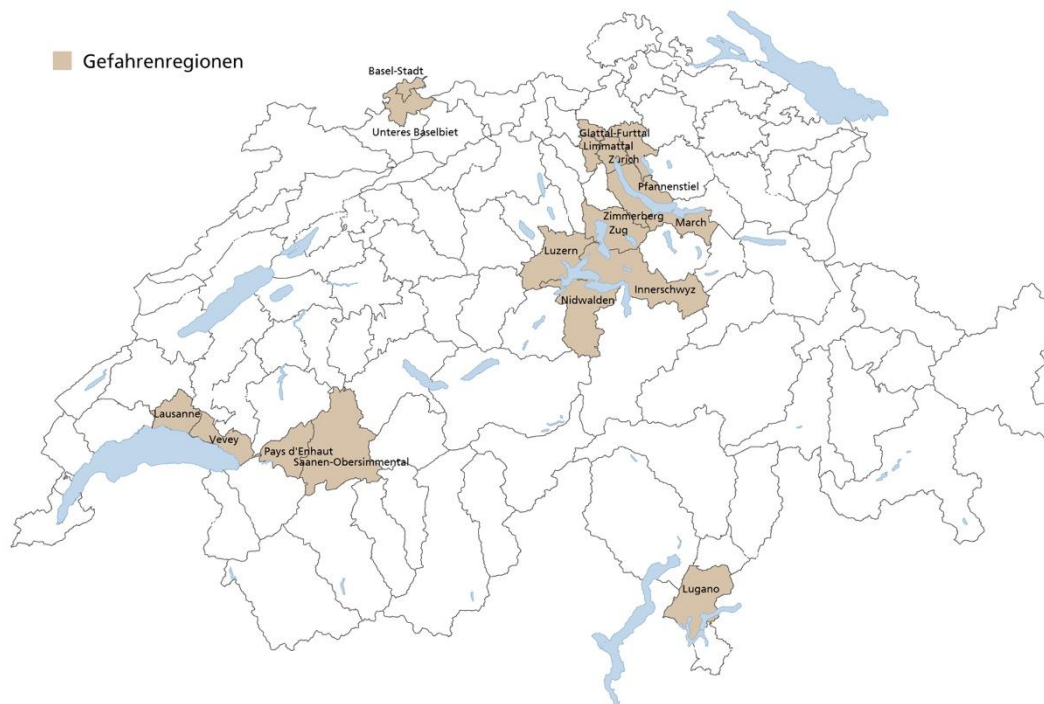 Gefahrenregionen
Basel-Stadt
Unteres Baselbiet
Glattal-Furttal
Limmattal
Zürich
Pfannenstiel
Zimmerberg
Zug
March
Luzern
Innerschwyz
Nidwalden
Lausanne
Vevey
Pays d'Enhaut
Saanen-Obersimmental
Lugano